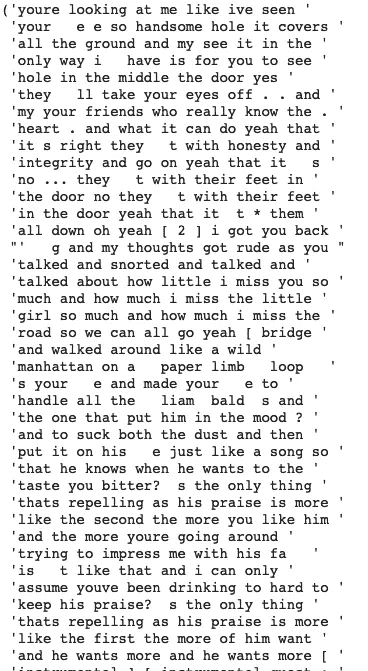 ('youre looking at me like ive seen '
'your   e e so handsome hole it covers '
'all the ground and my see it in the '
'only way i   have is for you to see '
'hole in the middle the door yes '
'they   ll take your eyes off . . and '
'my your friends who really know the . '
'heart . and what it can do yeah that '
'it s right they   t with honesty and '
'integrity and go on yeah that it   s '
'no ... they   t with their feet in '
'the door no they   t with their feet '
'in the door yeah that it  t * them '
'all down oh yeah [ 2 ] i got you back '
"'   g and my thoughts got rude as you "
'talked and snorted and talked and '
'talked about how little i miss you so '
'much and how much i miss the little '
'girl so much and how much i miss the '
'road so we can all go yeah [ bridge '
'and walked around like a wild '
'manhattan on a   paper limb   loop   '
's your   e and made your   e to '
'handle all the   liam  bald  s and '
'the one that put him in the mood ? '
'and to suck both the dust and then '
'put it on his   e just like a song so '
'that he knows when he wants to the '
'taste you bitter?  s the only thing '
'thats repelling as his praise is more '
'like the second the more you like him '
'and the more youre going around '
'trying to impress me with his fa   '
'is   t like that and i can only '
'assume youve been drinking to hard to '
'keep his praise?  s the only thing '
'thats repelling as his praise is more '
'like the first the more of him want '
'and he wants more and he wants more [ '